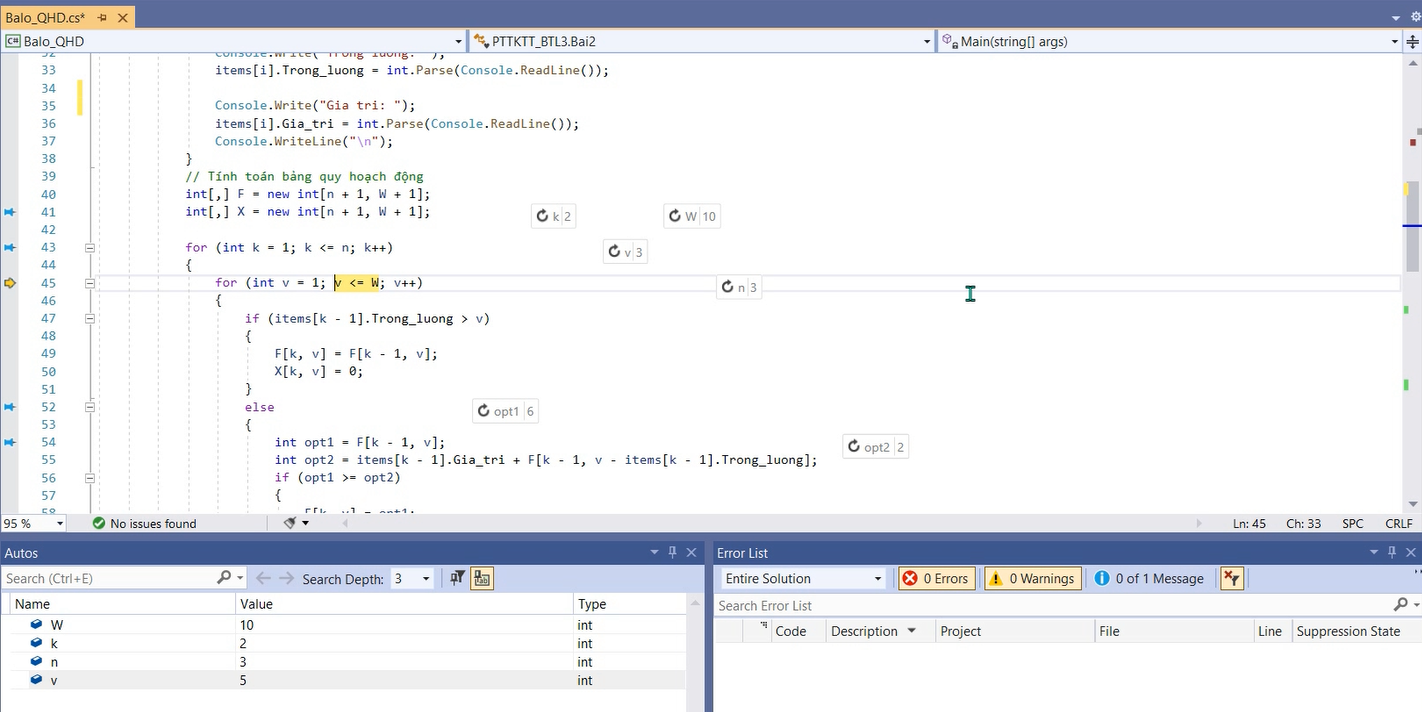 Balo_QHD.cs*
C# Balo_QHD PTTKTT_BTL3.Bai2 Main(string[] args)
32 Console.Write("Trong luong: ");
33 items[i].Trong_luong = int.Parse(Console.ReadLine());
34
35 Console.Write("Gia tri: ");
36 items[i].Gia_tri = int.Parse(Console.ReadLine());
37 Console.WriteLine("\n");
38 }
39 // Tính toán bảng quy hoạch động
40 int[,] F = new int[n + 1, W + 1];
41 int[,] X = new int[n + 1, W + 1]; k 2 W 10
42
43 for (int k = 1; k <= n; k++) v 3
44 {
45 for (int v = 1; v <= W; v++) n 3
46 {
47 if (items[k - 1].Trong_luong > v)
48 {
49 F[k, v] = F[k - 1, v];
50 X[k, v] = 0;
51 }
52 else opt1 6
53 {
54 int opt1 = F[k - 1, v]; opt2 2
55 int opt2 = items[k - 1].Gia_tri + F[k - 1, v - items[k - 1].Trong_luong];
56 if (opt1 >= opt2)
57 {
58 F[k, v] = opt1;
95 % No issues found Ln: 45 Ch: 33 SPC CRLF
Autos
Search (Ctrl+E) Search Depth: 3
Name Value Type
W 10 int
k 2 int
n 3 int
v 5 int
Error List
Entire Solution 0 Errors 0 Warnings 0 of 1 Message
Search Error List
Code Description Project File Line Suppression State